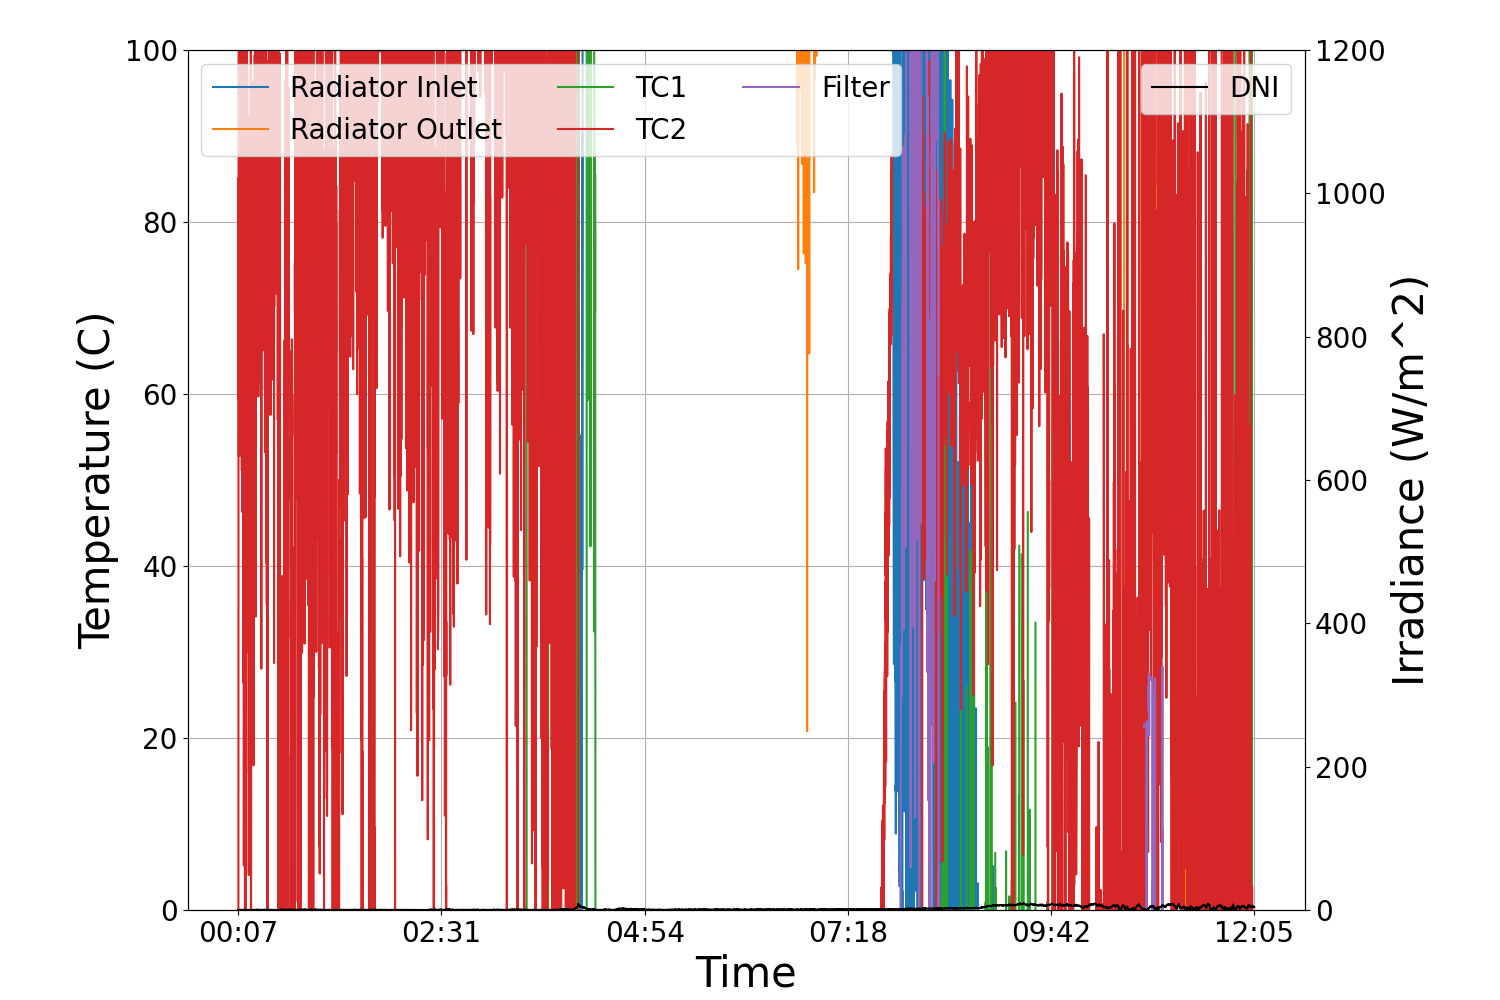 Radiator Inlet
Radiator Outlet
TC1
TC2
Filter
DNI
Temperature (C)
100
80
60
40
20
0
1200
1000
800
600
400
200
0
Irradiance (W/m^2)
00:07
02:31
04:54
07:18
09:42
12:05
Time